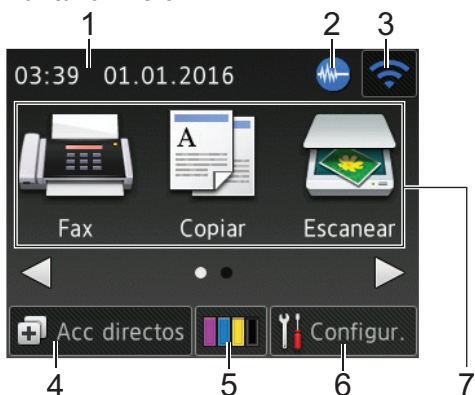 1 2 3
03:39 01.01.2016
A
Fax Copiar Escanear
Acc directos Configur.
4 5 6 7